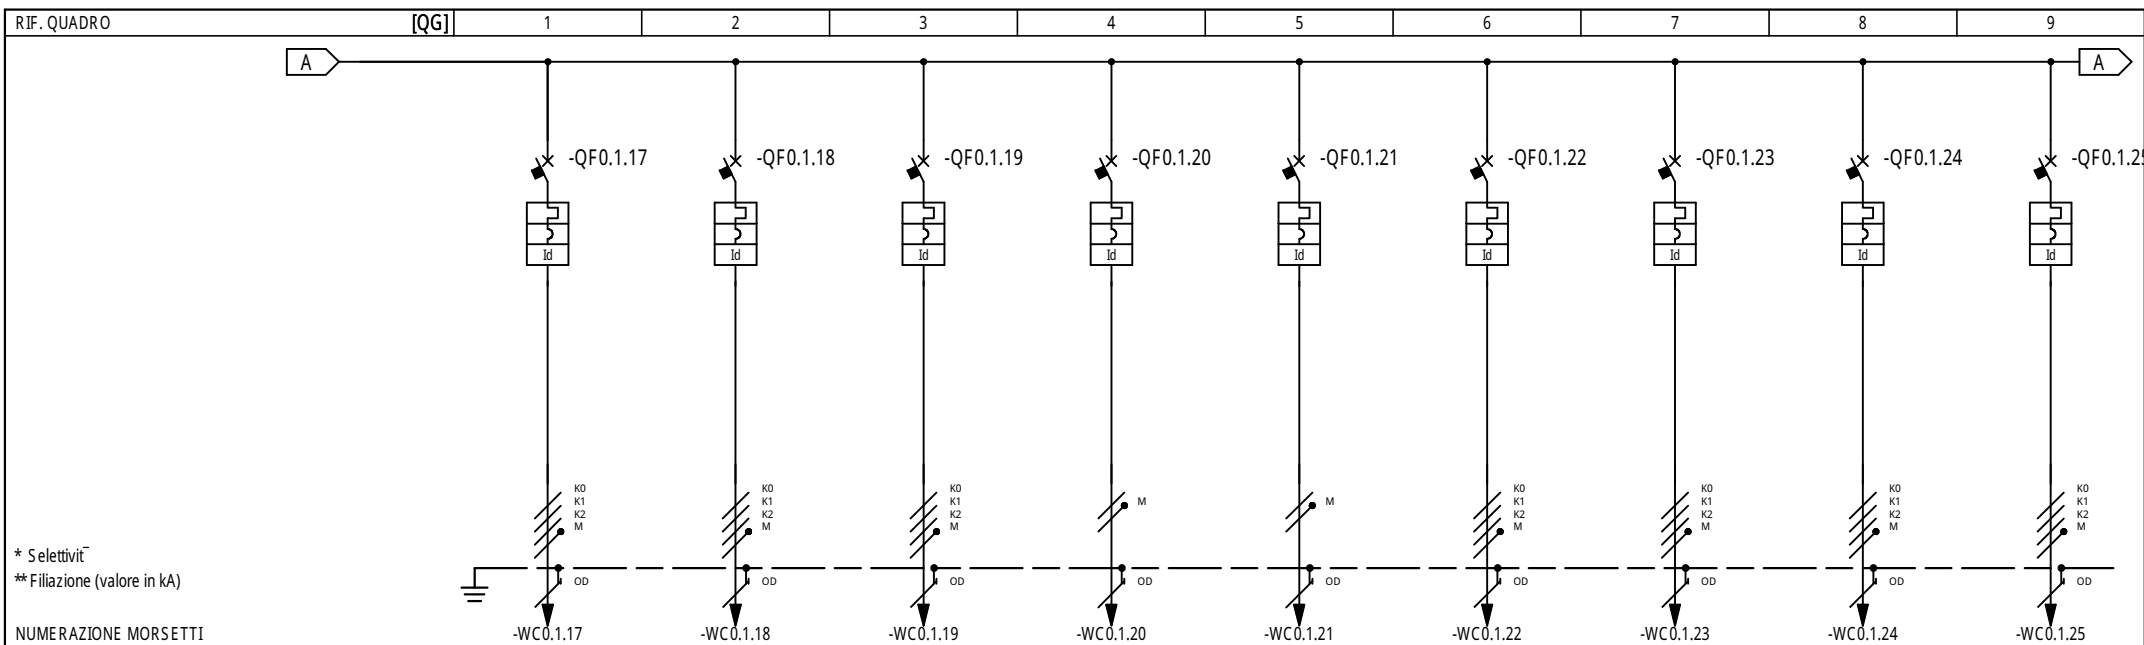 RIF. QUADRO [QG] 1 2 3 4 5 6 7 8 9
A A
-QF0.1.17 -QF0.1.18 -QF0.1.19 -QF0.1.20 -QF0.1.21 -QF0.1.22 -QF0.1.23 -QF0.1.24 -QF0.1.25
Id Id Id Id Id Id Id Id Id
K0 K0 K0 K0 K0 K0 K0
K1 K1 K1 M M K1 K1 K1 K1
K2 K2 K2 K2 K2 K2 K2
M M M M M M M
* Selettivit¯
** Filiazione (valore in kA)
OD OD OD OD OD OD OD OD OD
NUMERAZIONE MORSETTI -WC0.1.17 -WC0.1.18 -WC0.1.19 -WC0.1.20 -WC0.1.21 -WC0.1.22 -WC0.1.23 -WC0.1.24 -WC0.1.25